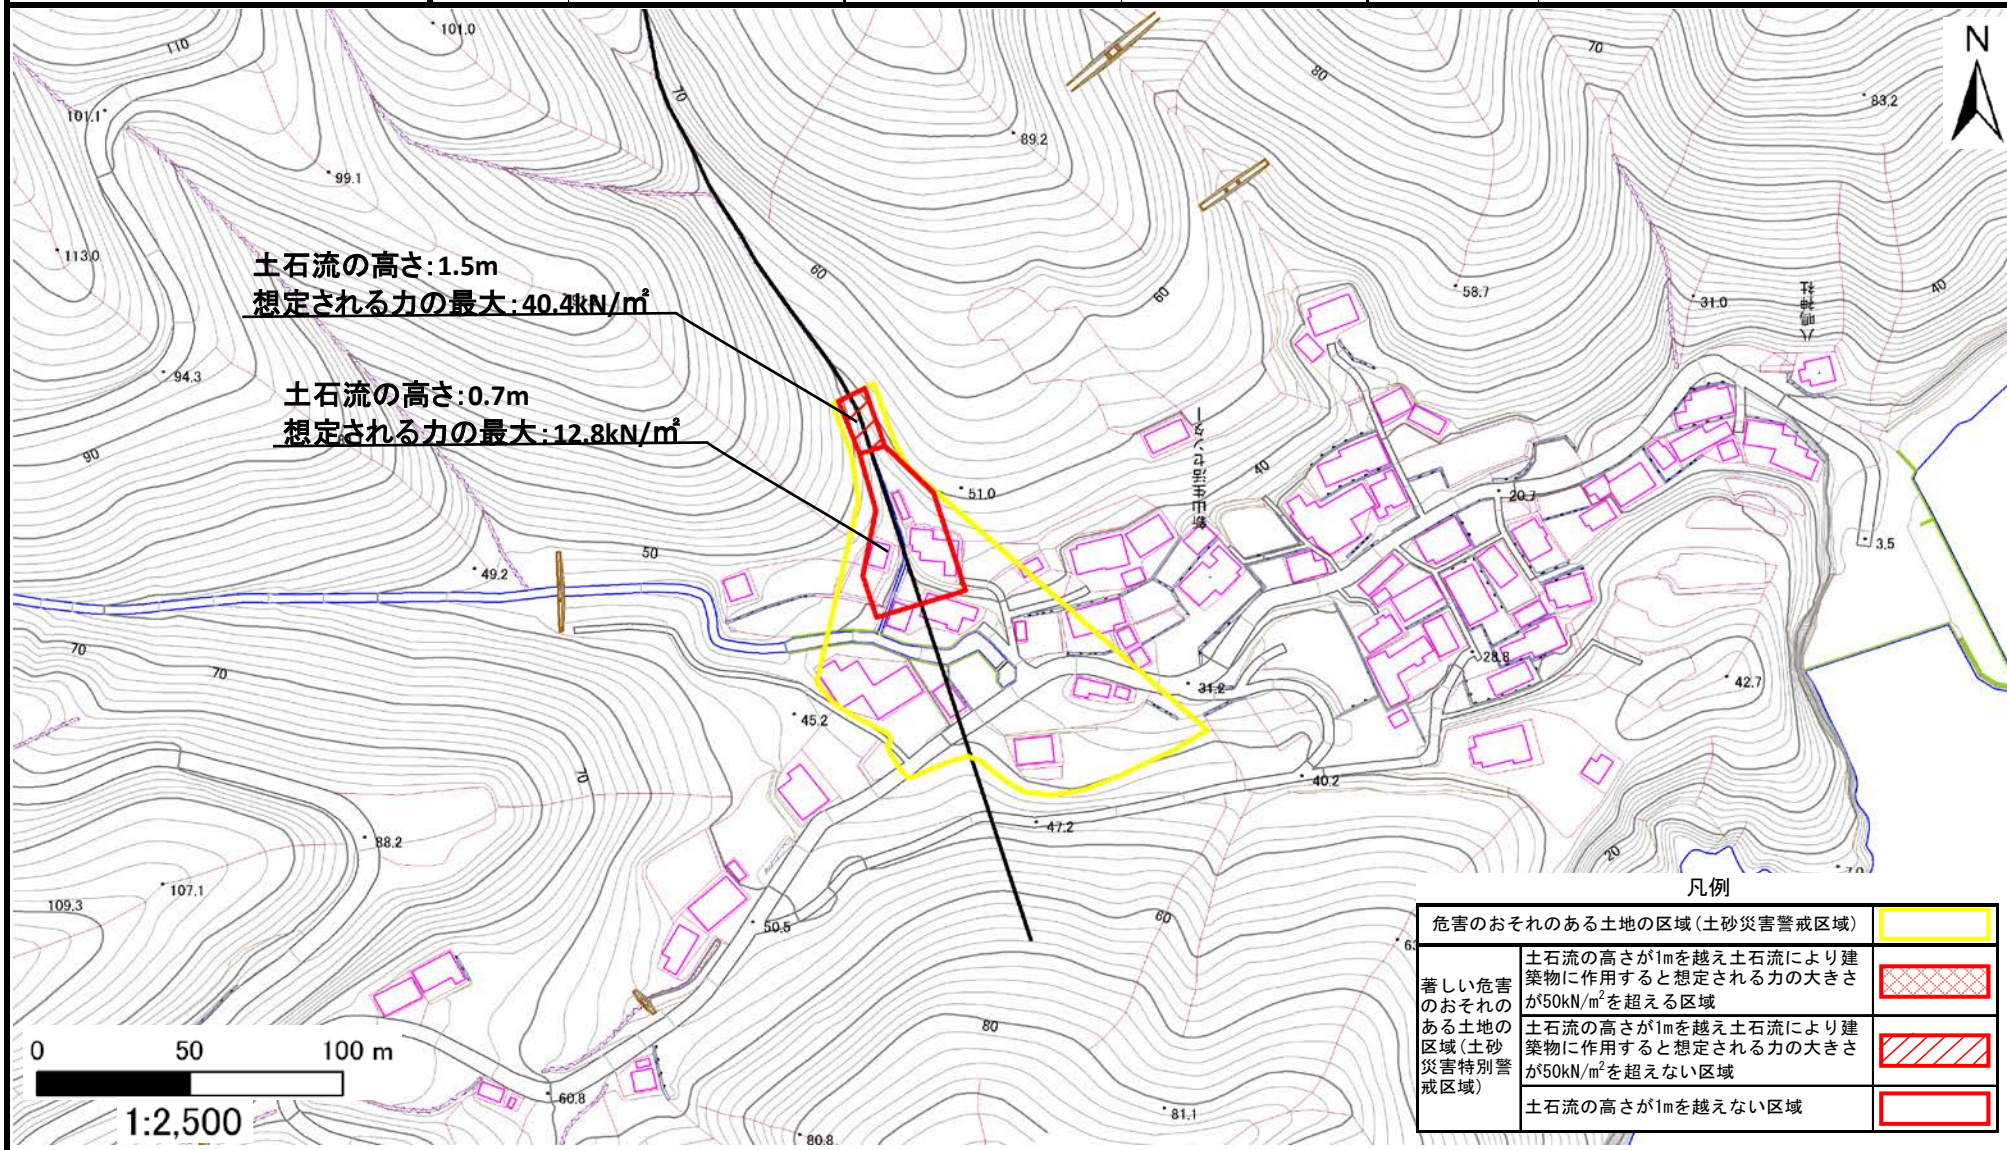 110
101.0
70
80
70
N
101.1
83.2
89.2
99.1
113.0
土石流の高さ:1.5m
想定される力の最大:40.4kN/㎡
60
60
58.7
31.0
八鳴神社
40
94.3
土石流の高さ:0.7m
想定される力の最大:12.8kN/㎡
90
51.0
40
20.7
3.5
50
49.2
70
70
28.8
31.2
42.7
45.2
70
40.2
47.2
88.2
20
107.1
109.3
60
50.5
80
60.8
81.1
80.8
0 50 100 m
1:2,500
凡例
危害のおそれのある土地の区域(土砂災害警戒区域)
著しい危害
のおそれの
ある土地の
区域(土砂
災害特別警
戒区域)
土石流の高さが1mを越え土石流により建
築物に作用すると想定される力の大きさ
が50kN/m²を超える区域
土石流の高さが1mを越え土石流により建
築物に作用すると想定される力の大きさ
が50kN/m²を超えない区域
土石流の高さが1mを越えない区域